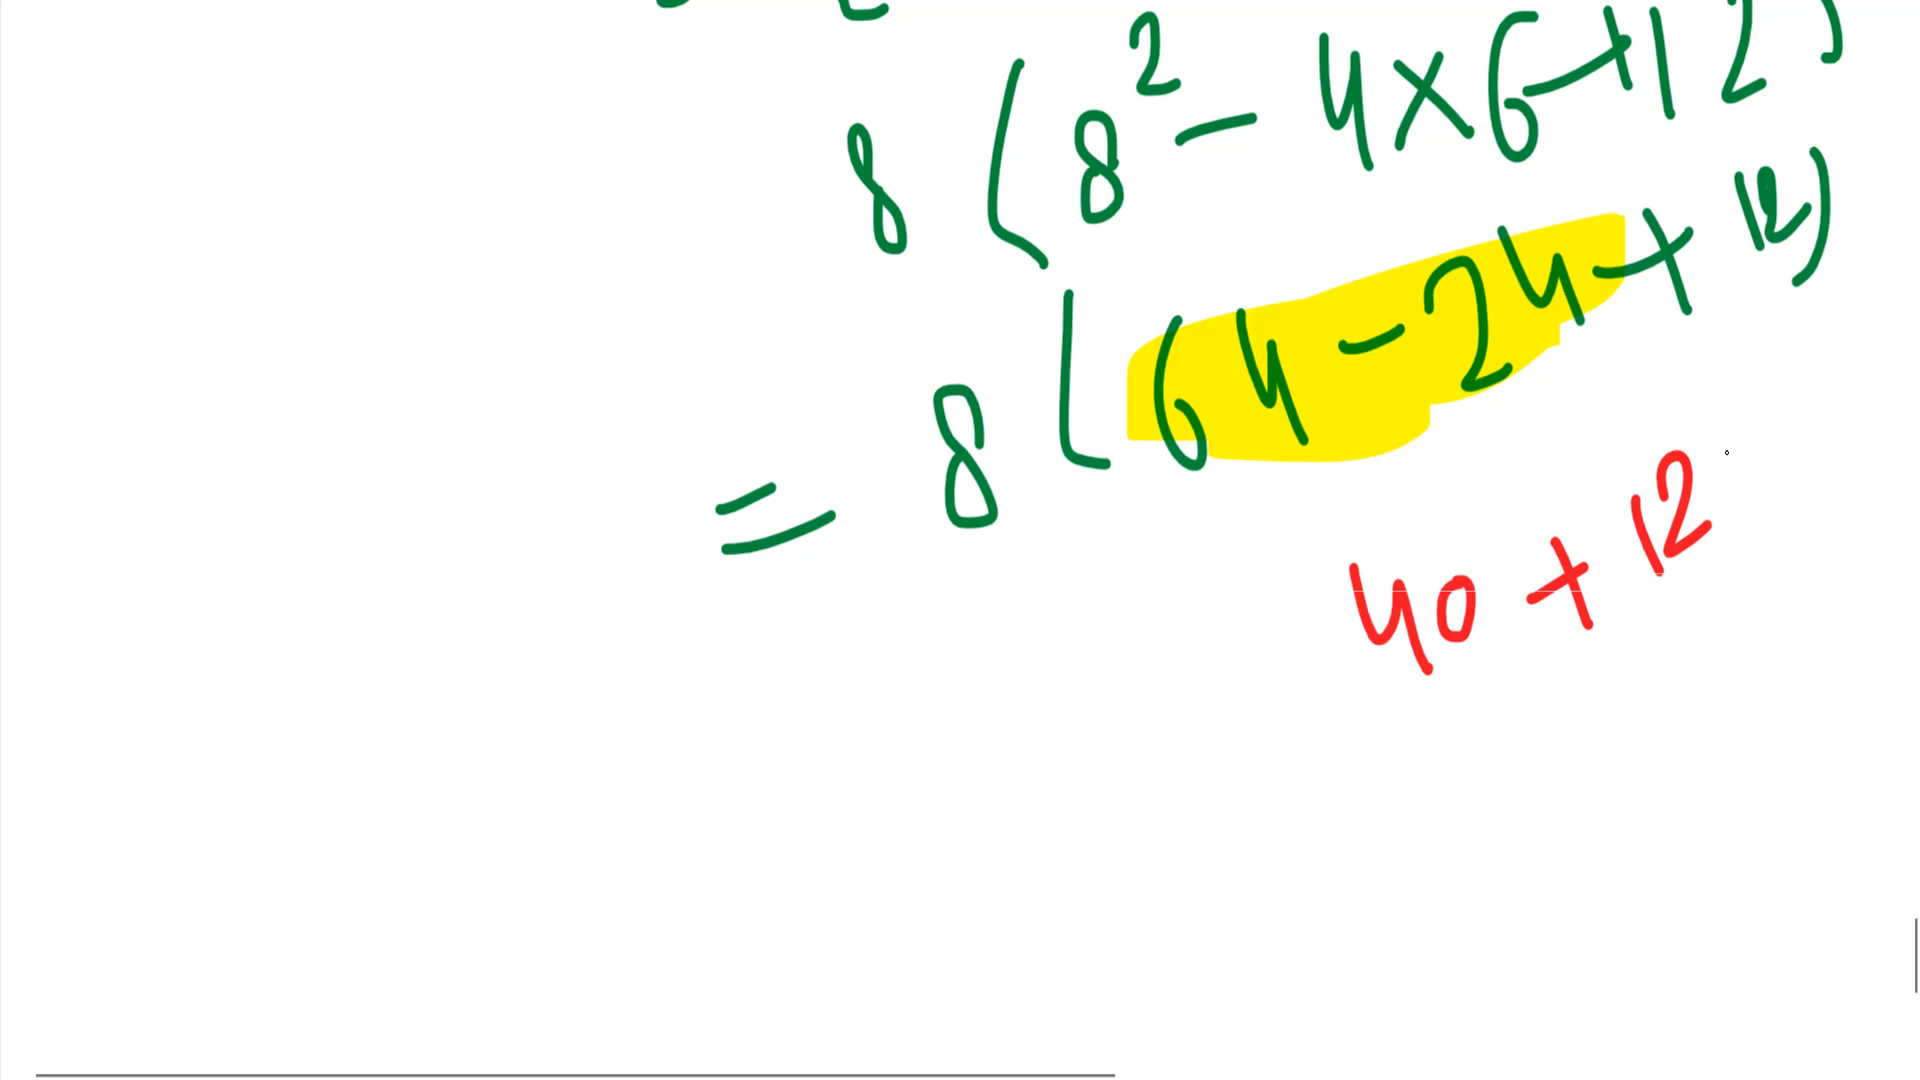 8 ( 8² - 4 × 6 + 12 )
= 8 ( 64 - 24 + 12 )
40 + 12